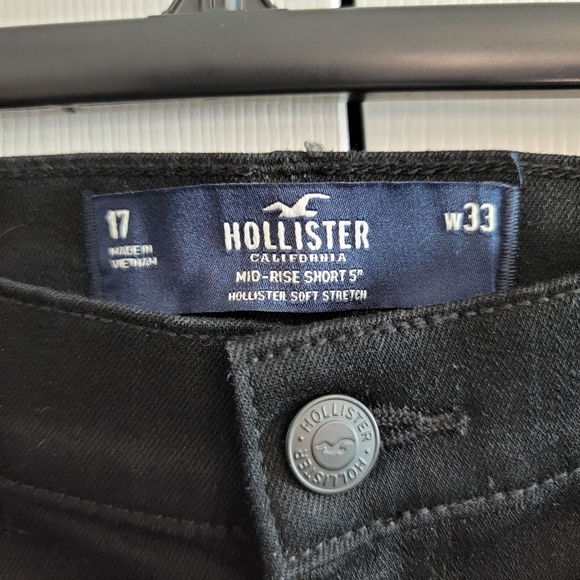 17
MADE IN
VIETNAM
HOLLISTER
CALIFORNIA
MID-RISE SHORT 5"
HOLLISTER SOFT STRETCH
W33
HOLLISTER
HOLLISTER